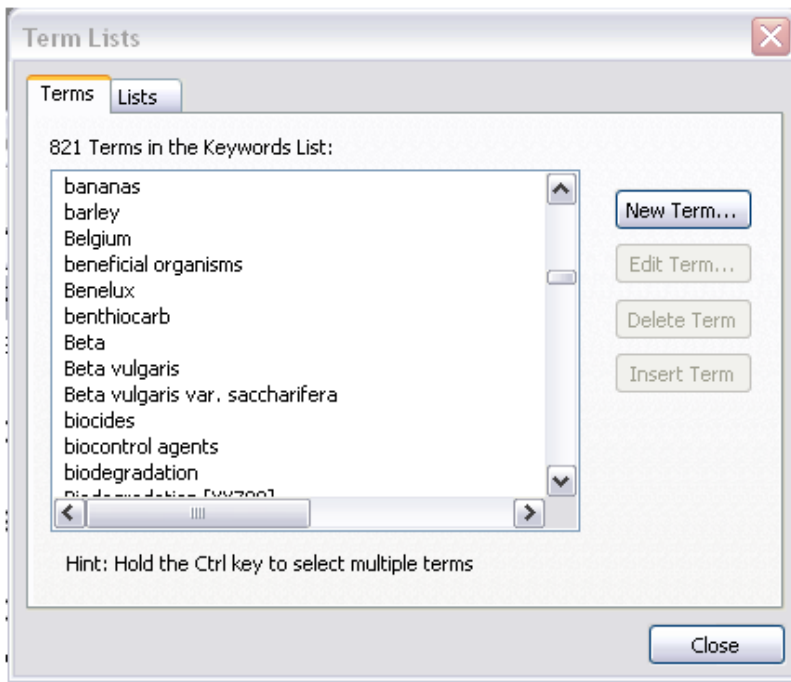 Term Lists
Terms
Lists
821 Terms in the Keywords List:
bananas
barley
Belgium
beneficial organisms
Benelux
benthiocarb
Beta
Beta vulgaris
Beta vulgaris var. saccharifera
biocides
biocontrol agents
biodegradation
New Term...
Edit Term...
Delete Term
Insert Term
Hint: Hold the Ctrl key to select multiple terms
Close